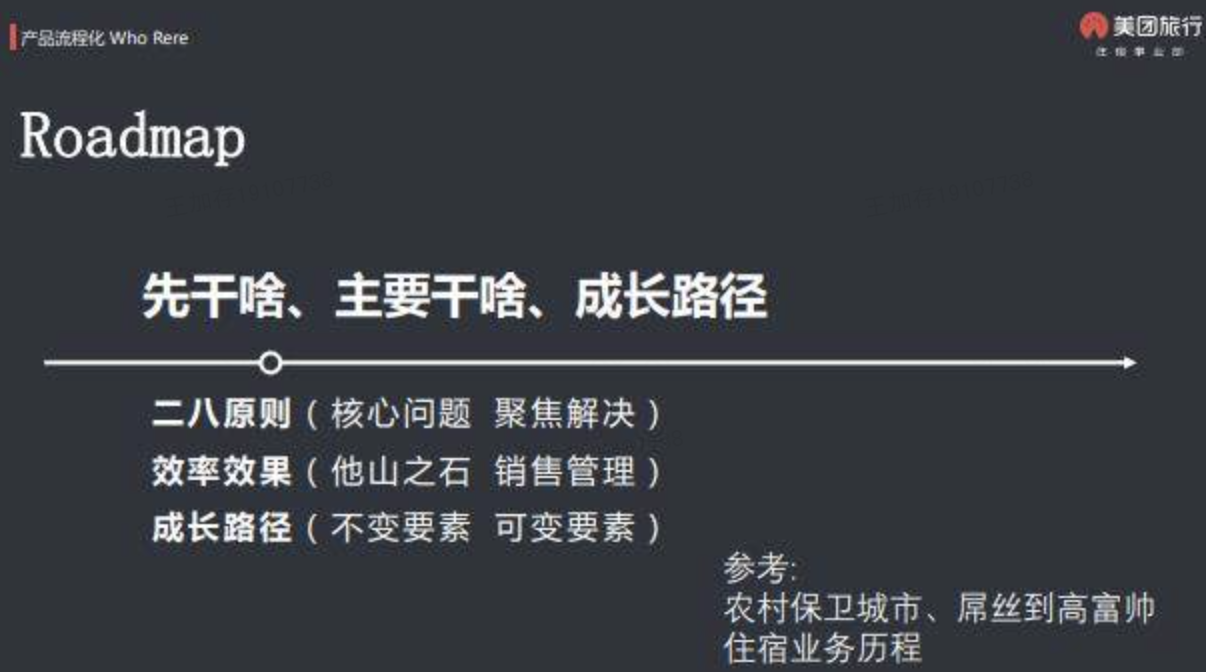 产品流程化 Who Rere
美团旅行
住宿事业部
Roadmap
先干啥、主要干啥、成长路径
二八原则（核心问题 聚焦解决）
效率效果（他山之石 销售管理）
成长路径（不变要素 可变要素）
参考:
农村保卫城市、屌丝到高富帅
住宿业务历程